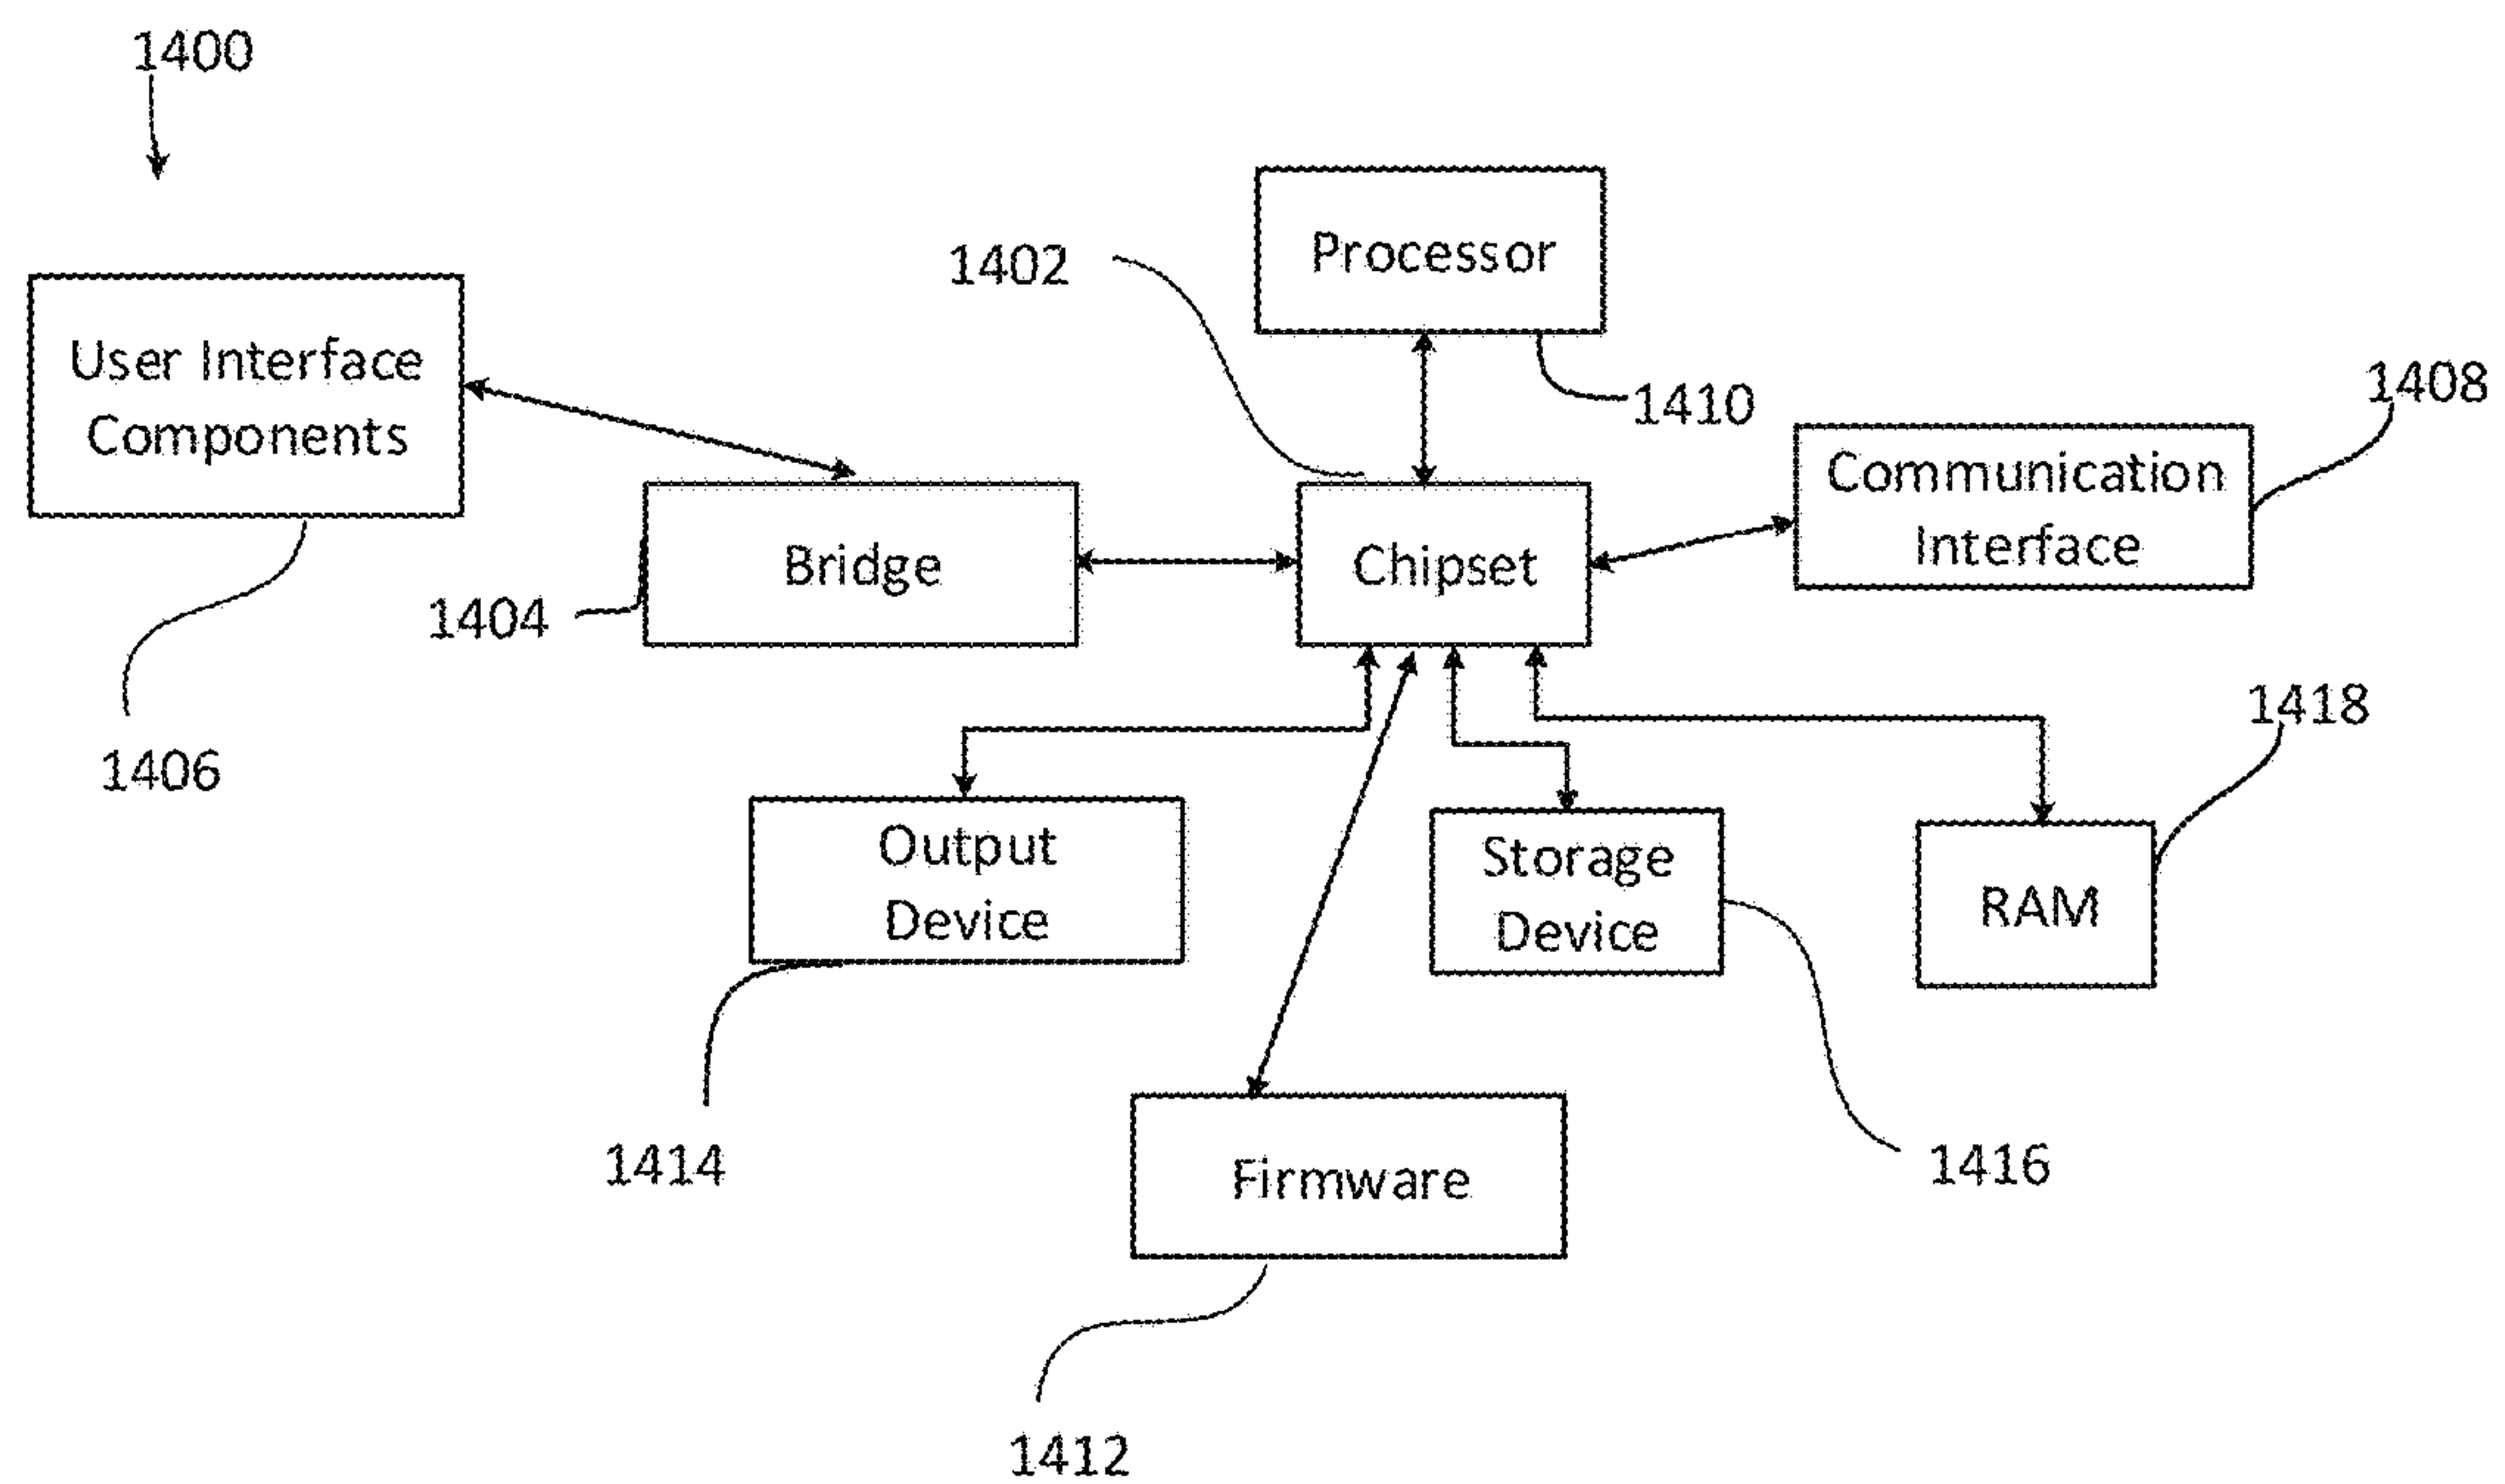 1400
Processor
1402
User Interface
Components
1410
1408
Communication
Interface
Bridge
Chipset
1404
1406
1418
Output
Device
Storage
Device
RAM
1414
Firmware
1416
1412